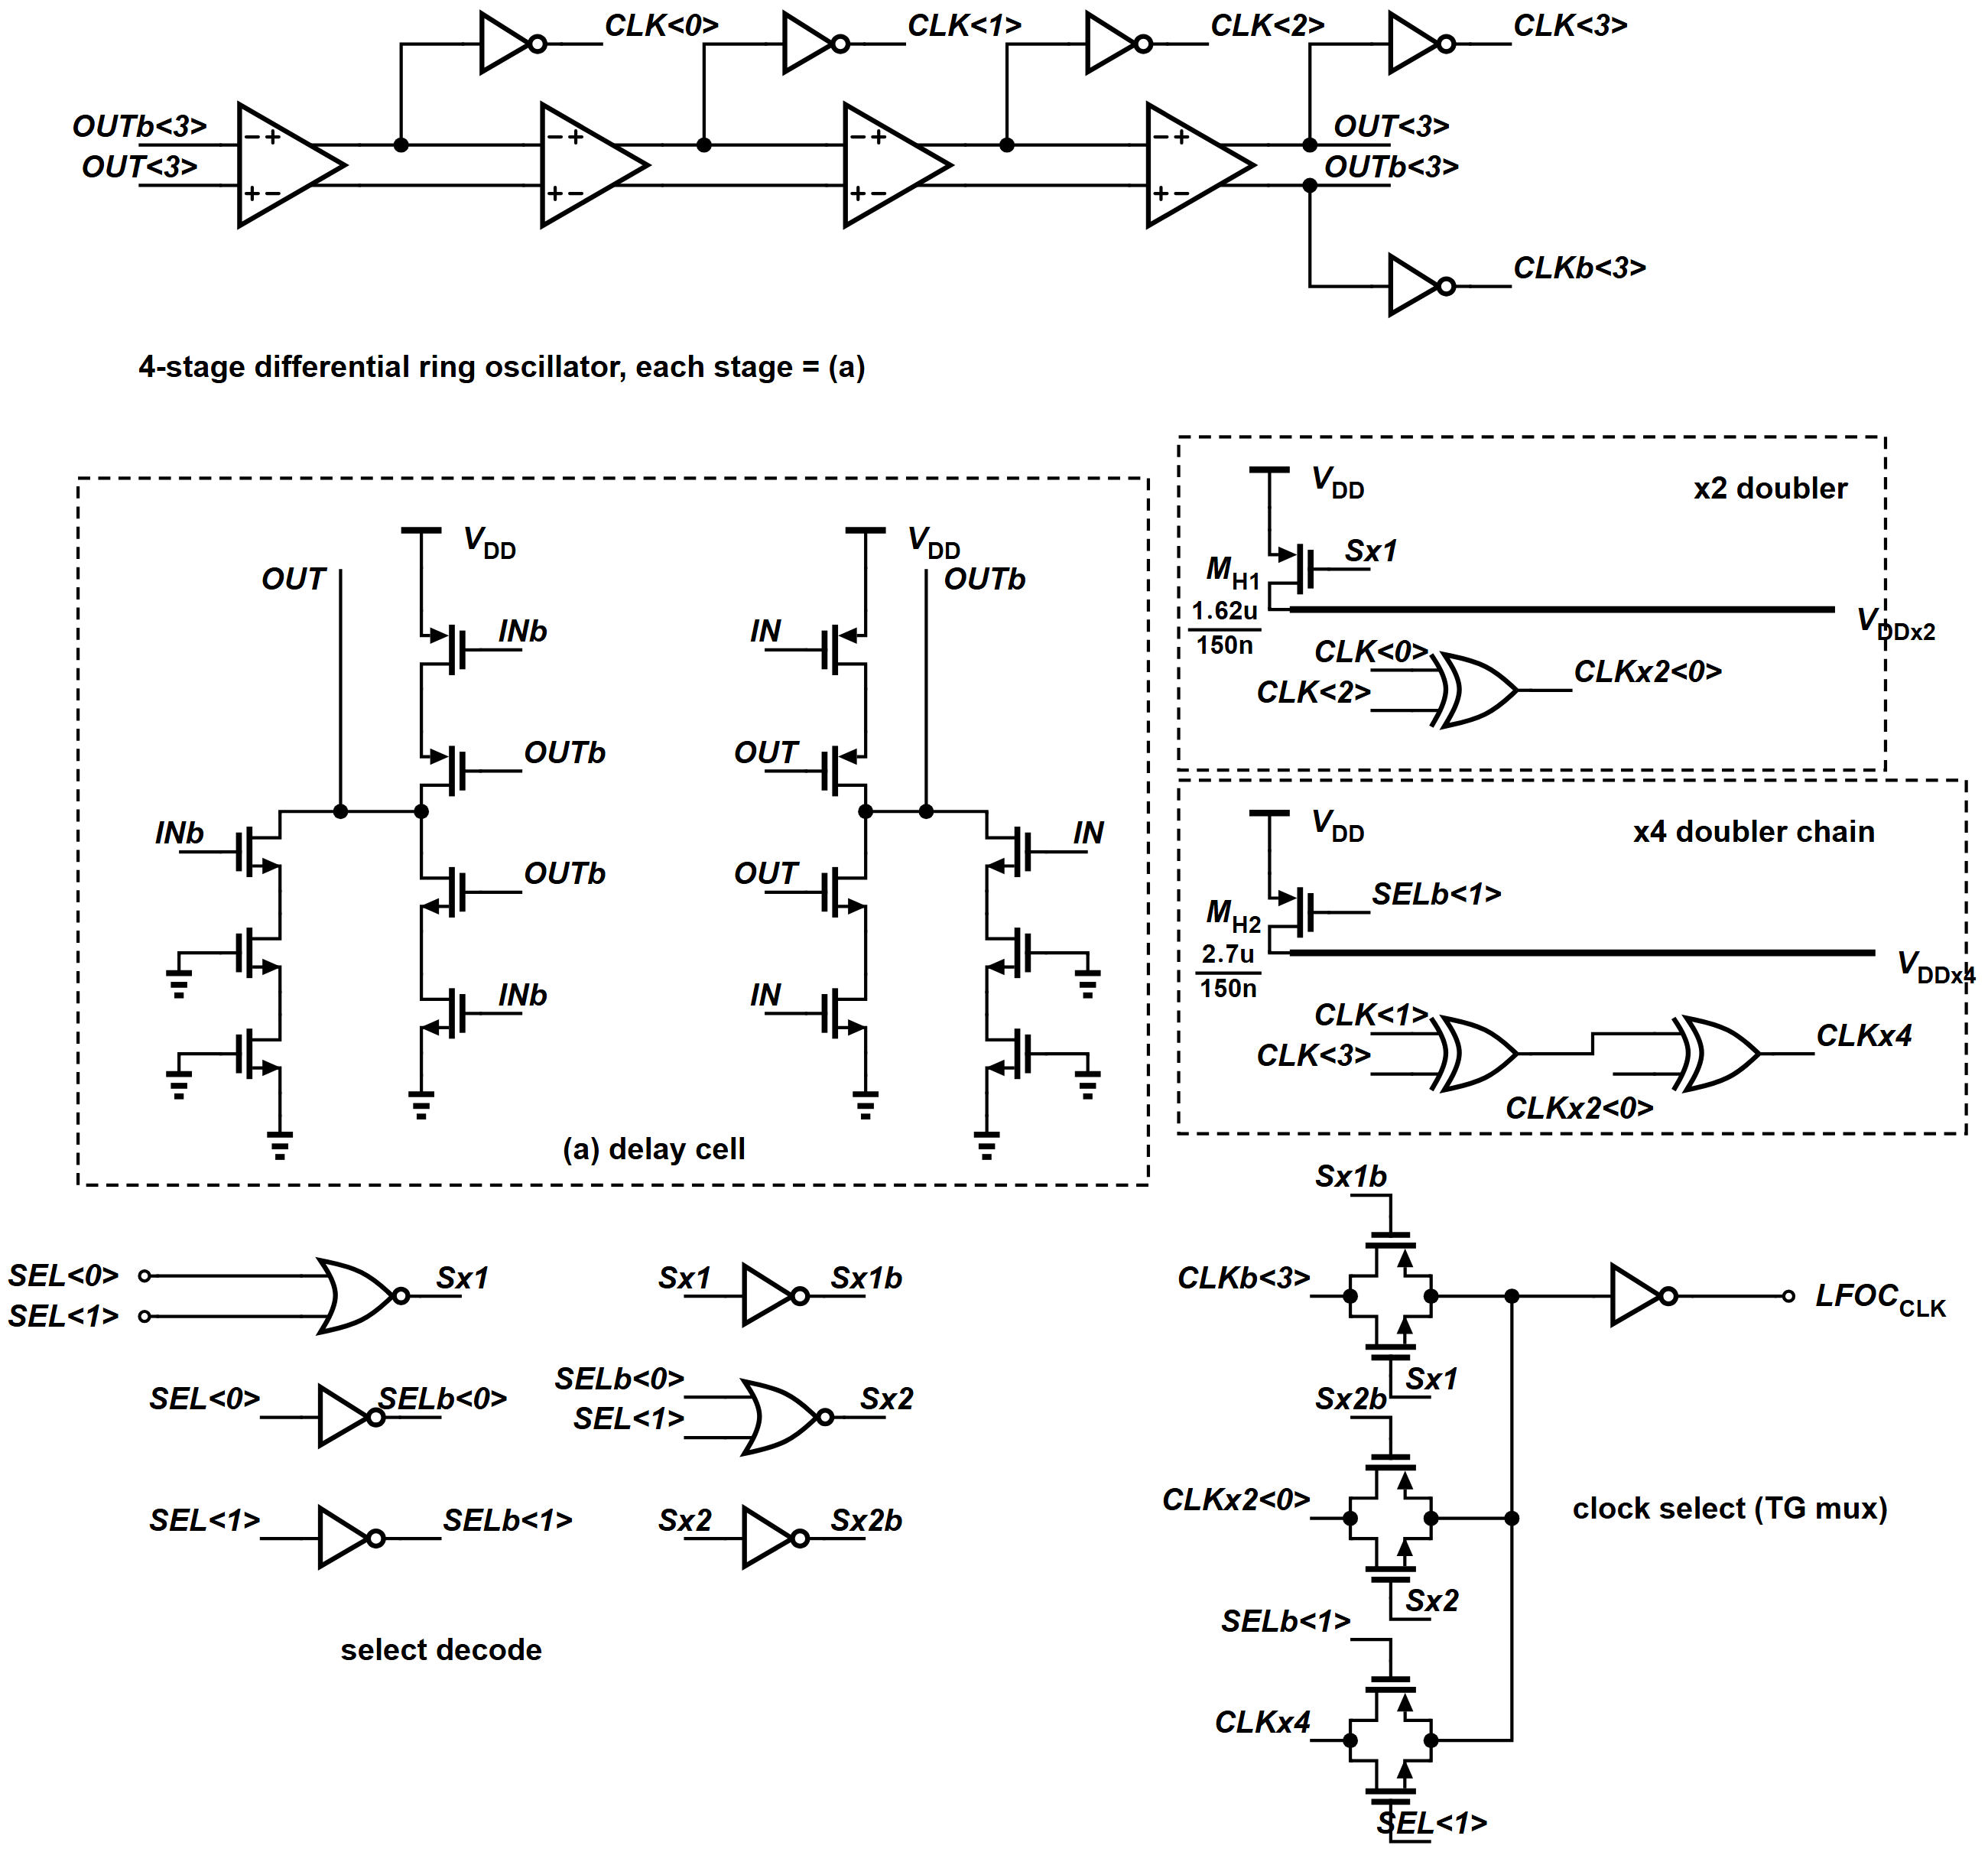 CLK<0>
CLK<1>
CLK<2>
CLK<3>
OUTb<3>
OUT<3>
− +
+ −
− +
+ −
− +
+ −
− +
+ −
OUT<3>
OUTb<3>
CLKb<3>
4-stage differential ring oscillator, each stage = (a)
VDD
VDD
OUT
OUTb
INb
IN
OUTb
OUT
INb
IN
OUTb
OUT
INb
IN
(a) delay cell
VDD
x2 doubler
Sx1
MH1
1.62u
150n
VDDx2
CLK<0>
CLK<2>
CLKx2<0>
VDD
x4 doubler chain
SELb<1>
MH2
2.7u
150n
VDDx4
CLK<1>
CLK<3>
CLKx4
CLKx2<0>
SEL<0>
SEL<1>
Sx1
Sx1
Sx1b
SEL<0>
SELb<0>
SELb<0>
SEL<1>
Sx2
SEL<1>
SELb<1>
Sx2
Sx2b
select decode
Sx1b
CLKb<3>
Sx1
LFOCCLK
Sx2b
CLKx2<0>
Sx2
clock select (TG mux)
SELb<1>
CLKx4
SEL<1>